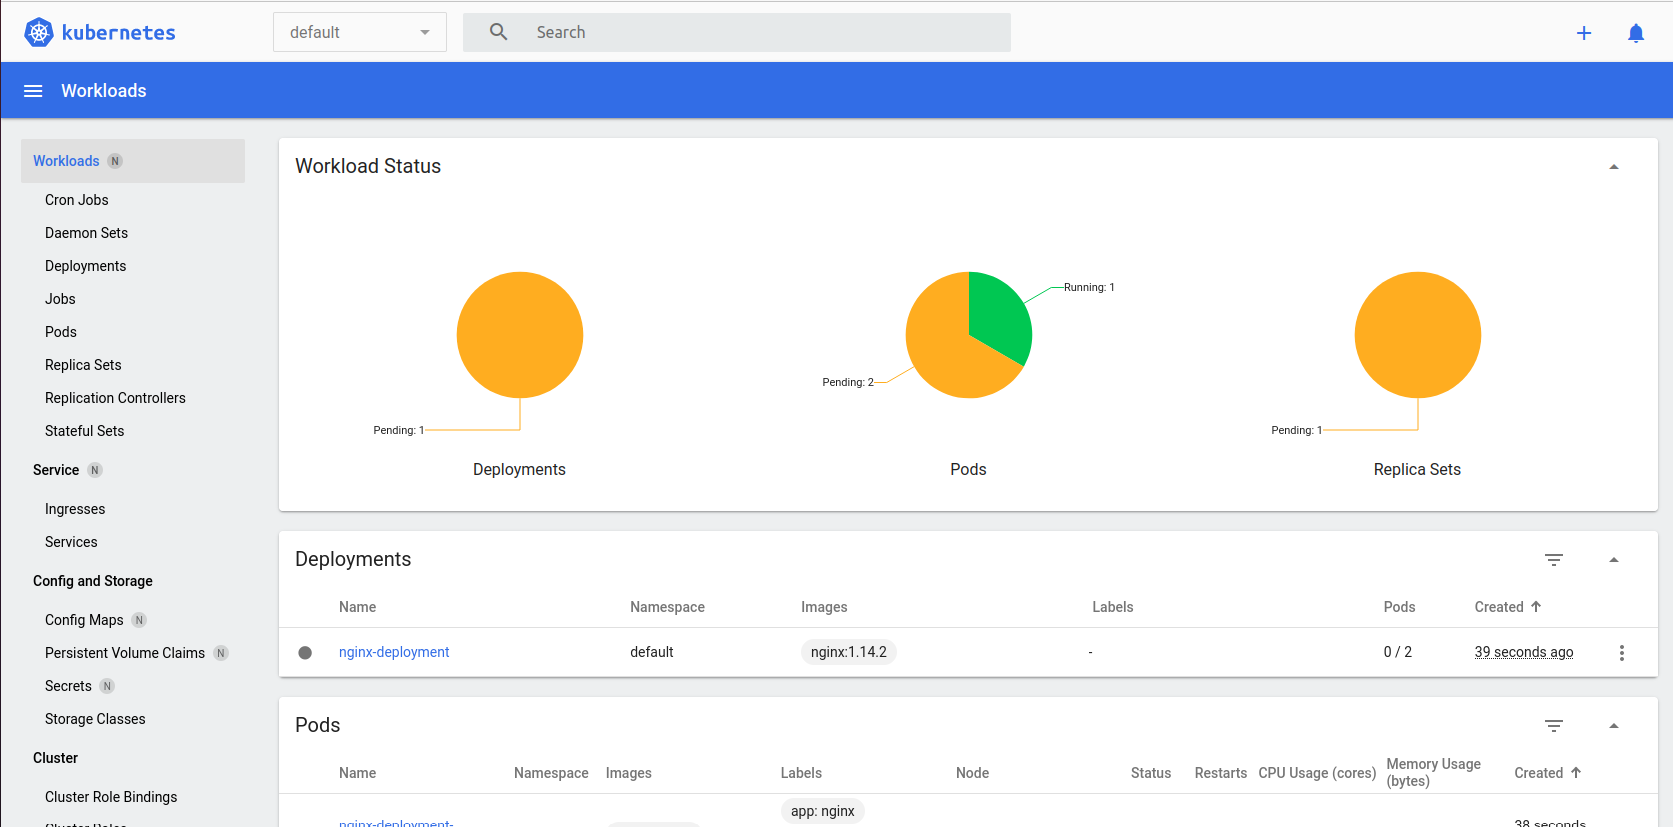 kubernetes
default
Search
Workloads
Workloads N
Cron Jobs
Daemon Sets
Deployments
Jobs
Pods
Replica Sets
Replication Controllers
Stateful Sets
Service N
Ingresses
Services
Config and Storage
Config Maps N
Persistent Volume Claims N
Secrets N
Storage Classes
Cluster
Cluster Role Bindings
Cluster Roles
Workload Status
Pending: 1
Deployments
Running: 1
Pending: 2
Pods
Pending: 1
Replica Sets
Deployments
Name Namespace Images Labels Pods Created
nginx-deployment default nginx:1.14.2 - 0 / 2 39 seconds ago
Pods
Name Namespace Images Labels Node Status Restarts CPU Usage (cores) Memory Usage (bytes) Created
app: nginx
nginx-deployment- 38 seconds